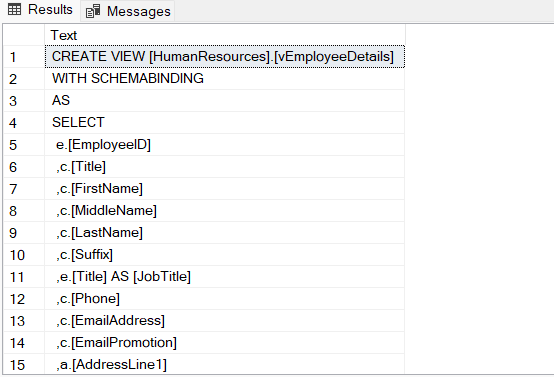 Results Messages
Text
1 CREATE VIEW [HumanResources].[vEmployeeDetails]
2 WITH SCHEMABINDING
3 AS
4 SELECT
5 e.[EmployeeID]
6 ,c.[Title]
7 ,c.[FirstName]
8 ,c.[MiddleName]
9 ,c.[LastName]
10 ,c.[Suffix]
11 ,e.[Title] AS [JobTitle]
12 ,c.[Phone]
13 ,c.[EmailAddress]
14 ,c.[EmailPromotion]
15 ,a.[AddressLine1]